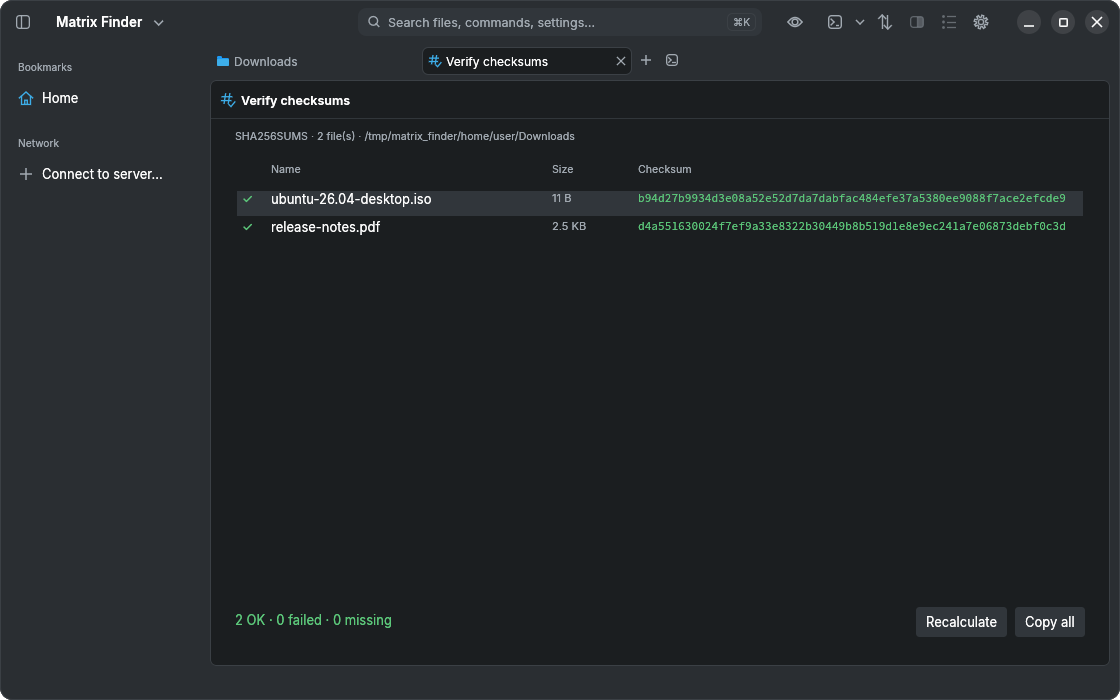 Matrix Finder
Search files, commands, settings...
⌘K
Bookmarks
Home
Network
Connect to server...
Downloads
Verify checksums
Verify checksums
SHA256SUMS · 2 file(s) · /tmp/matrix_finder/home/user/Downloads
Name Size Checksum
ubuntu-26.04-desktop.iso 11 B b94d27b9934d3e08a52e52d7da7dabfac484efe37a5380ee9088f7ace2efcde9
release-notes.pdf 2.5 KB d4a551630024f7ef9a33e8322b30449b8b519d1e8e9ec241a7e06873debf0c3d
2 OK · 0 failed · 0 missing
Recalculate
Copy all